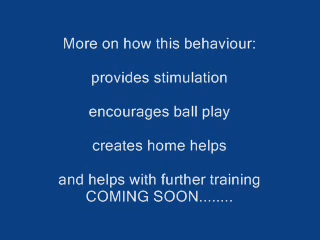 More on how this behaviour:
provides stimulation
encourages ball play
creates home helps
and helps with further training
COMING SOON........